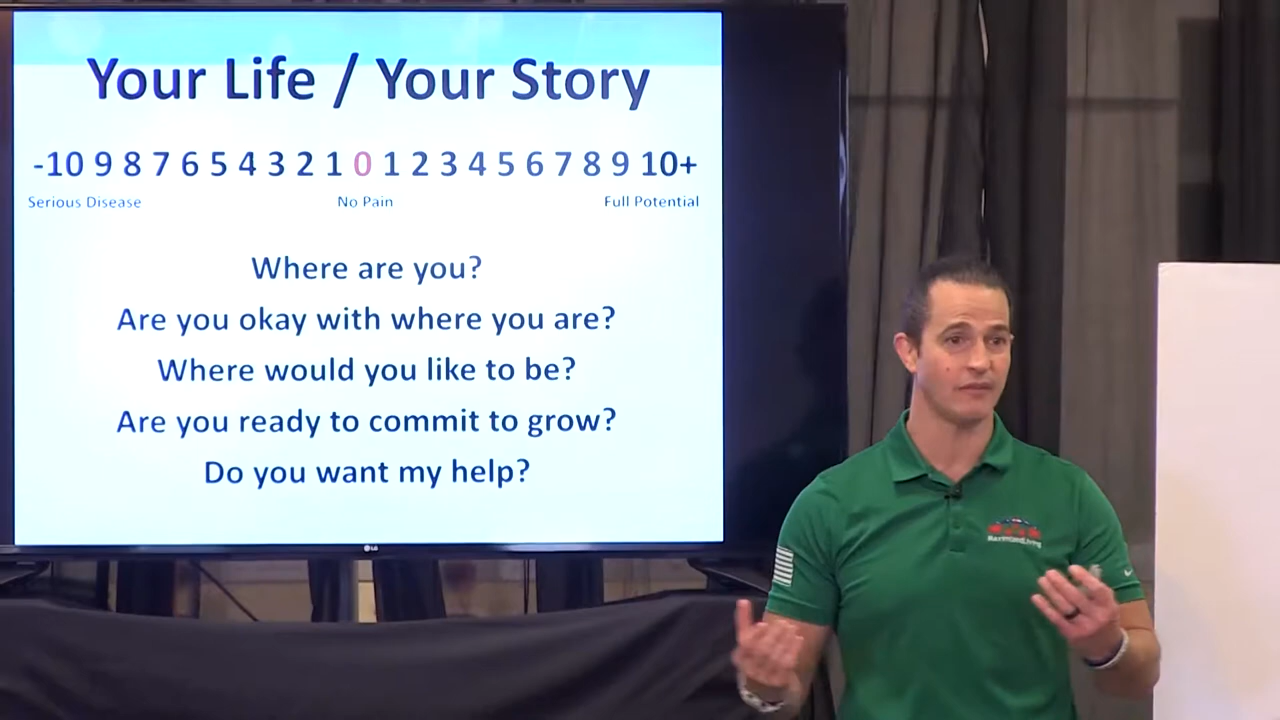 Your Life / Your Story
-10 9 8 7 6 5 4 3 2 1 0 1 2 3 4 5 6 7 8 9 10+
Serious Disease No Pain Full Potential
Where are you?
Are you okay with where you are?
Where would you like to be?
Are you ready to commit to grow?
Do you want my help?
LG
MaximizedLiving